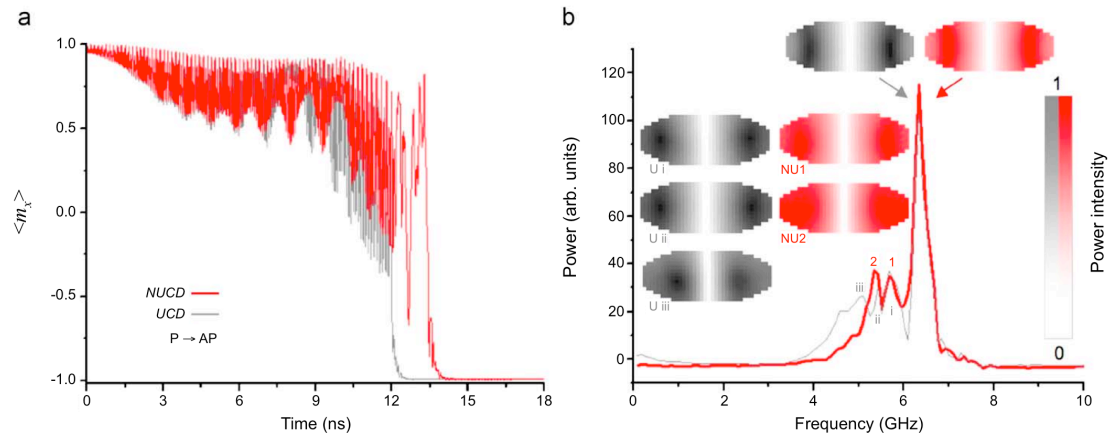 a
1.0
0.5
0.0
-0.5
-1.0
<m_x>
NUCD
UCD
P → AP
0 3 6 9 12 15 18
Time (ns)
b
120
100
80
60
40
20
0
Power (arb. units)
U i
NU1
U ii
NU2
U iii
2 1
iii
ii i
1
0
Power intensity
0 2 4 6 8 10
Frequency (GHz)